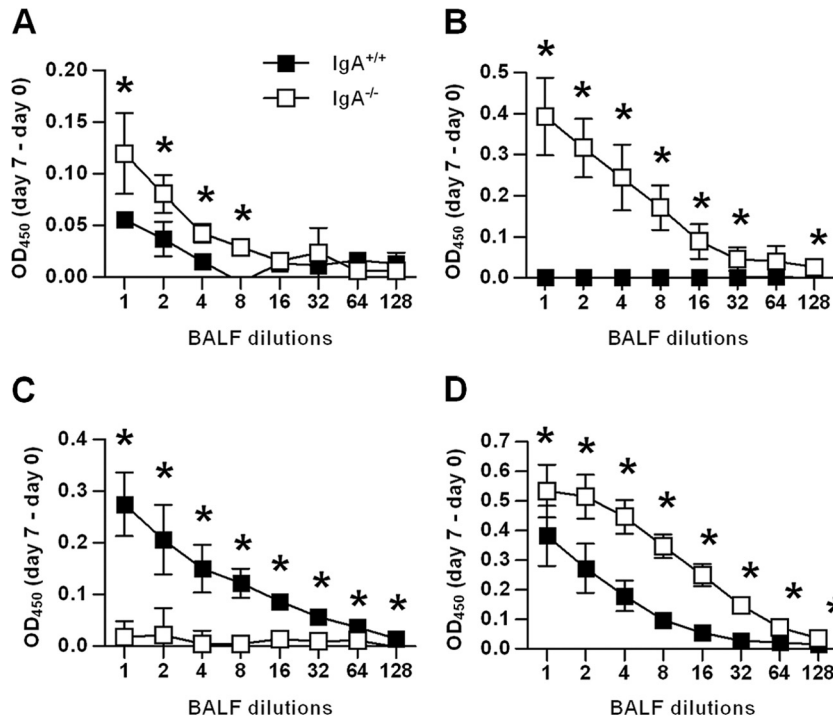 A
B
IgA+/+
IgA-/-
OD450 (day 7 - day 0)
0.20
0.15
0.10
0.05
0.00
* * * *
1 2 4 8 16 32 64 128
BALF dilutions
OD450 (day 7 - day 0)
0.5
0.4
0.3
0.2
0.1
0.0
* * * * * * *
1 2 4 8 16 32 64 128
BALF dilutions
C
D
OD450 (day 7 - day 0)
0.4
0.3
0.2
0.1
0.0
* * * * * * * *
1 2 4 8 16 32 64 128
BALF dilutions
OD450 (day 7 - day 0)
0.7
0.6
0.5
0.4
0.3
0.2
0.1
0.0
* * * * * * * *
1 2 4 8 16 32 64 128
BALF dilutions